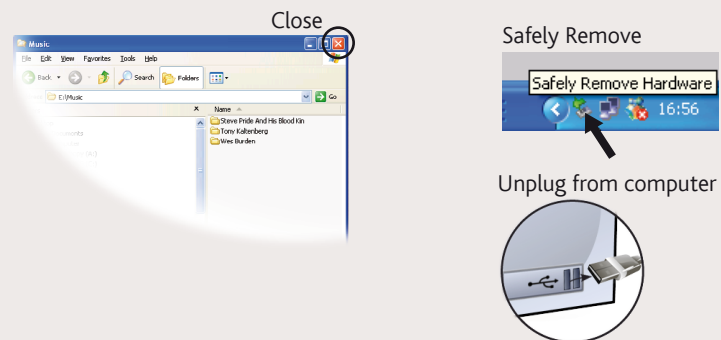 Close
Music
File Edit View Favorites Tools Help
Back Search Folders
E:\Music Go
Name
Steve Pride And His Blood Kin
Tony Kaltenberg
Wes Burden
Safely Remove
Safely Remove Hardware
16:56
Unplug from computer